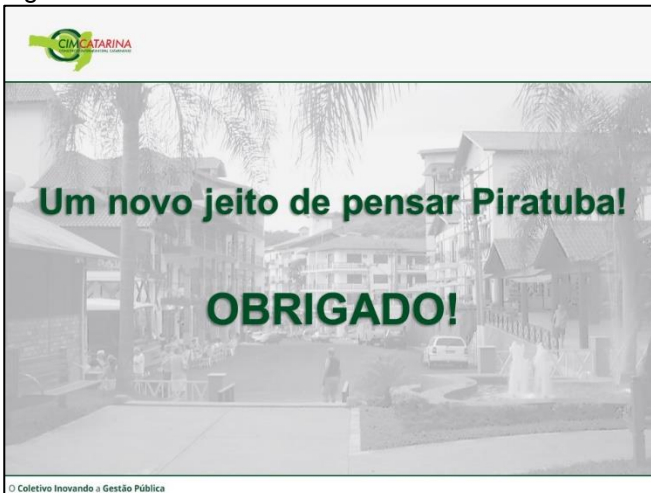 CIMCATARINA
Um novo jeito de pensar Piratuba!
OBRIGADO!
O Coletivo Inovando a Gestão Pública